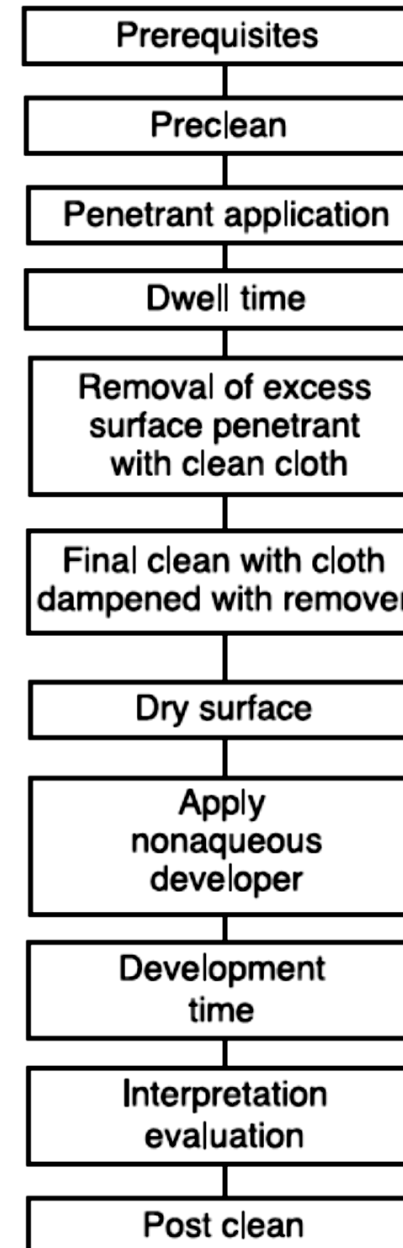 Prerequisites
Preclean
Penetrant application
Dwell time
Removal of excess
surface penetrant
with clean cloth
Final clean with cloth
dampened with remover
Dry surface
Apply
nonaqueous
developer
Development
time
Interpretation
evaluation
Post clean